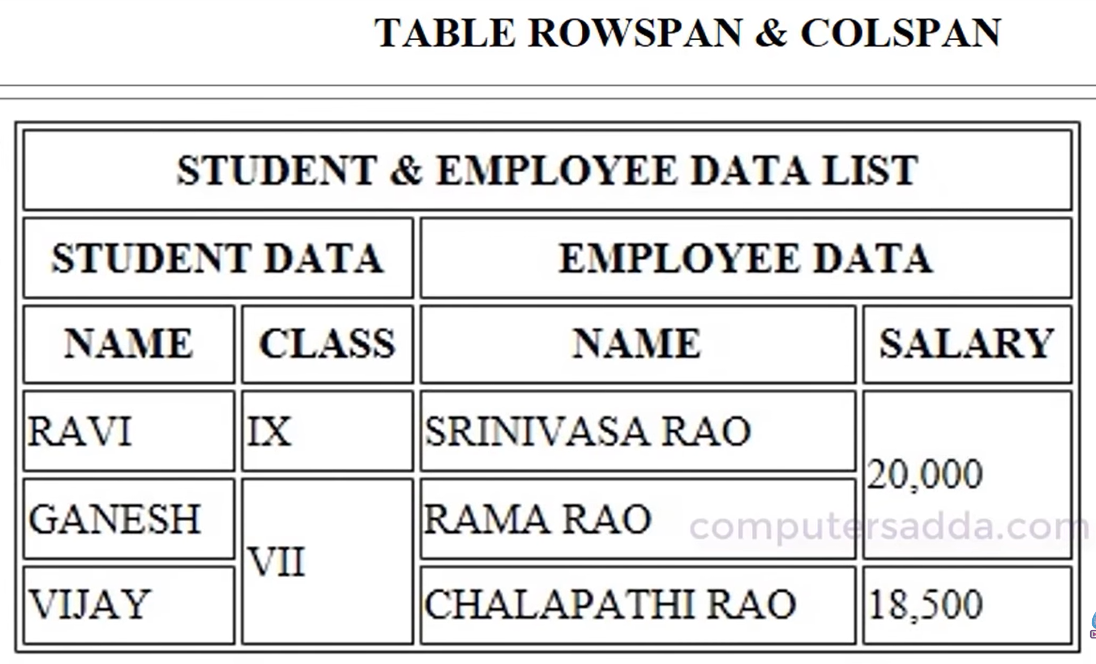 TABLE ROWSPAN & COLSPAN
STUDENT & EMPLOYEE DATA LIST
STUDENT DATA EMPLOYEE DATA
NAME CLASS NAME SALARY
RAVI IX SRINIVASA RAO
20,000
GANESH RAMA RAO
computersadda.com
VII
VIJAY CHALAPATHI RAO 18,500